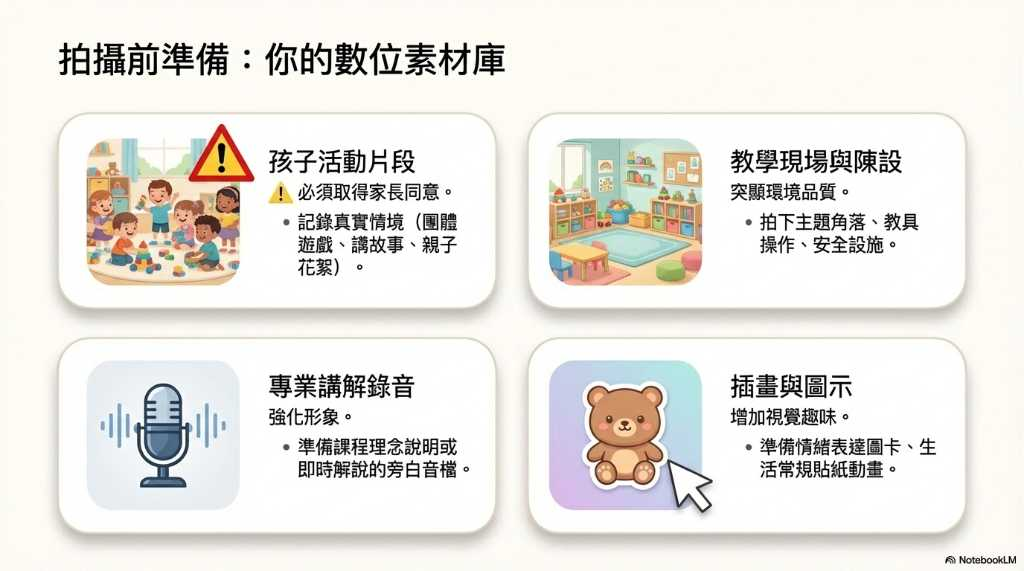 拍攝前準備：你的數位素材庫
孩子活動片段
⚠️ 必須取得家長同意。
• 記錄真實情境（團體
遊戲、講故事、親子
花絮）。
教學現場與陳設
突顯環境品質。
• 拍下主題角落、教具
操作、安全設施。
專業講解錄音
強化形象。
• 準備課程理念說明或
即時解說的旁白音檔。
插畫與圖示
增加視覺趣味。
• 準備情緒表達圖卡、生
活常規貼紙動畫。
NotebookLM